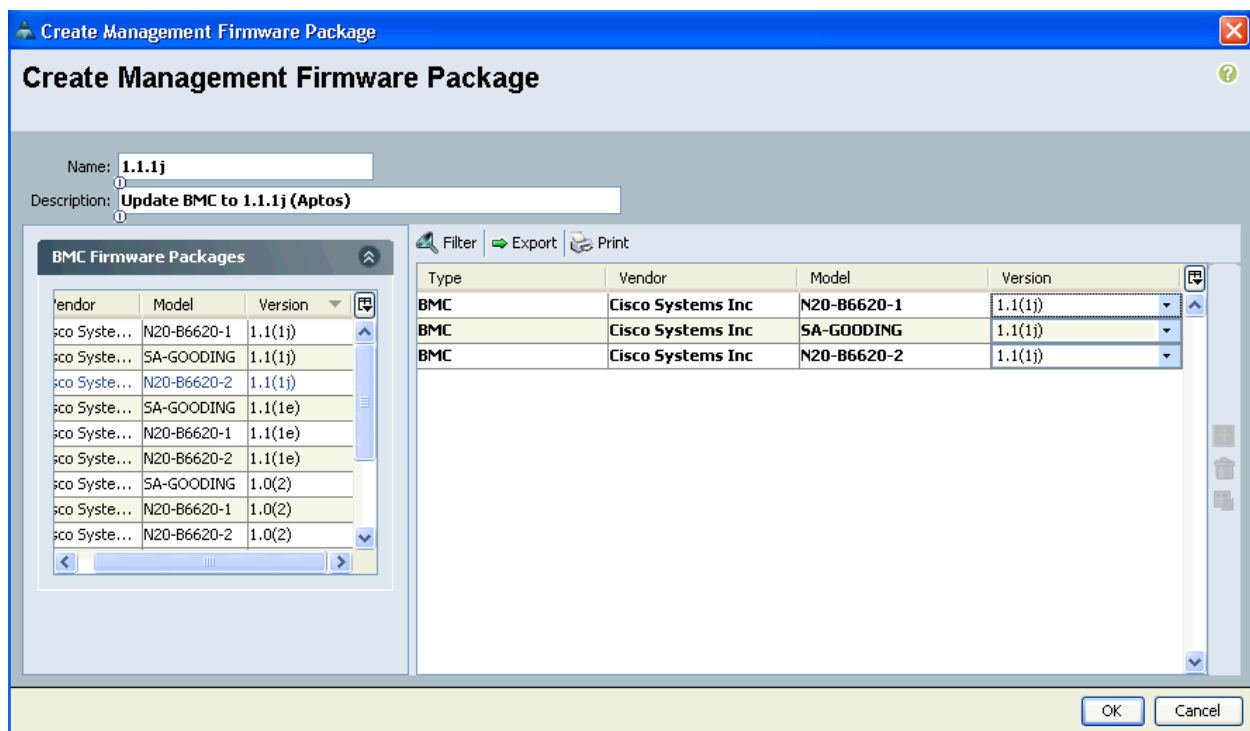 Create Management Firmware Package
Create Management Firmware Package
Name: 1.1.1j
Description: Update BMC to 1.1.1j (Aptos)
BMC Firmware Packages
'endor Model Version
sco Syste... N20-B6620-1 1.1(1j)
sco Syste... SA-GOODING 1.1(1j)
sco Syste... N20-B6620-2 1.1(1j)
sco Syste... SA-GOODING 1.1(1e)
sco Syste... N20-B6620-1 1.1(1e)
sco Syste... N20-B6620-2 1.1(1e)
sco Syste... SA-GOODING 1.0(2)
sco Syste... N20-B6620-1 1.0(2)
sco Syste... N20-B6620-2 1.0(2)
Filter Export Print
Type Vendor Model Version
BMC Cisco Systems Inc N20-B6620-1 1.1(1j)
BMC Cisco Systems Inc SA-GOODING 1.1(1j)
BMC Cisco Systems Inc N20-B6620-2 1.1(1j)
OK Cancel